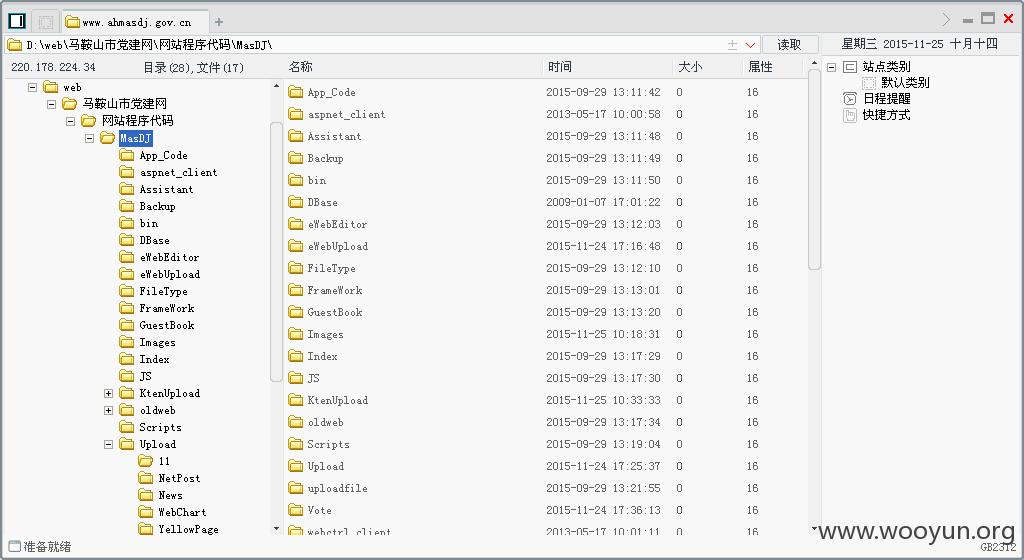 www.ahmasdj.gov.cn
D:\web\马鞍山市党建网\网站程序代码\MasDJ\ 读取 星期三 2015-11-25 十月十四
220.178.224.34 目录(28),文件(17) 名称 时间 大小 属性
web
马鞍山市党建网
网站程序代码
MasDJ
App_Code
aspnet_client
Assistant
Backup
bin
DBase
eWebEditor
eWebUpload
FileType
FrameWork
GuestBook
Images
Index
JS
KtenUpload
oldweb
Scripts
Upload
11
NetPost
News
WebChart
YellowPage
App_Code 2015-09-29 13:11:42 0 16
aspnet_client 2013-05-17 10:00:58 0 16
Assistant 2015-09-29 13:11:48 0 16
Backup 2015-09-29 13:11:49 0 16
bin 2015-09-29 13:11:50 0 16
DBase 2009-01-07 17:01:22 0 16
eWebEditor 2015-09-29 13:12:03 0 16
eWebUpload 2015-11-24 17:16:48 0 16
FileType 2015-09-29 13:12:10 0 16
FrameWork 2015-09-29 13:13:01 0 16
GuestBook 2015-09-29 13:13:20 0 16
Images 2015-11-25 10:18:31 0 16
Index 2015-09-29 13:17:29 0 16
JS 2015-09-29 13:17:30 0 16
KtenUpload 2015-11-25 10:33:33 0 16
oldweb 2015-09-29 13:17:34 0 16
Scripts 2015-09-29 13:19:04 0 16
Upload 2015-11-24 17:25:37 0 16
uploadfile 2015-09-29 13:21:55 0 16
Vote 2015-11-24 17:36:13 0 16
webctrl_client 2013-05-17 10:01:11 0 16
站点类别
默认类别
日程提醒
快捷方式
www.wooyun.org
准备就绪 GB2312